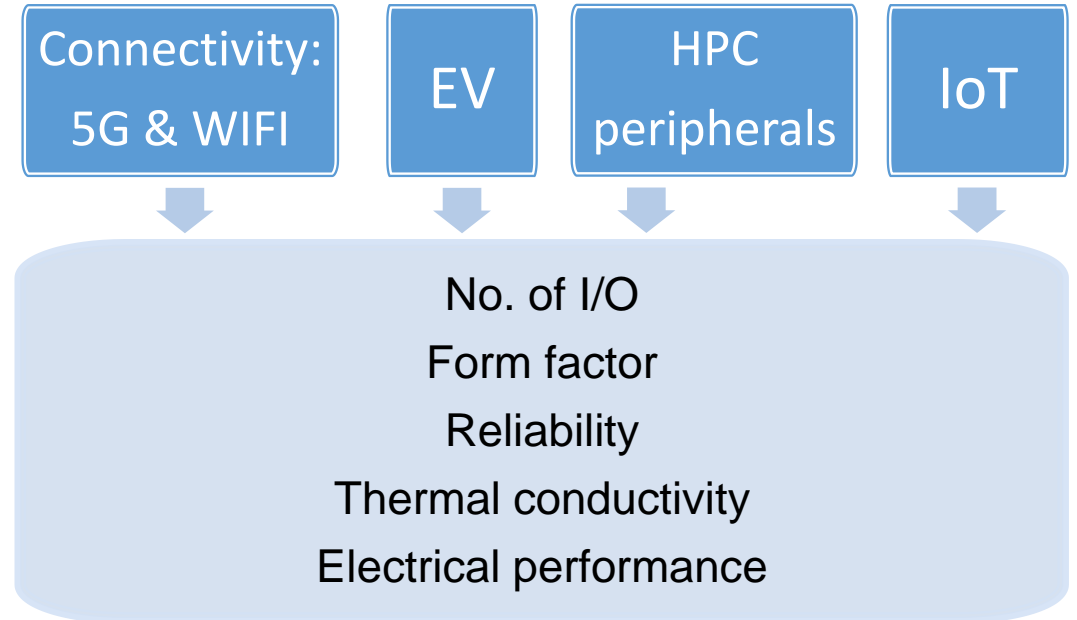 Connectivity:
5G & WIFI
EV
HPC
peripherals
IoT
No. of I/O
Form factor
Reliability
Thermal conductivity
Electrical performance